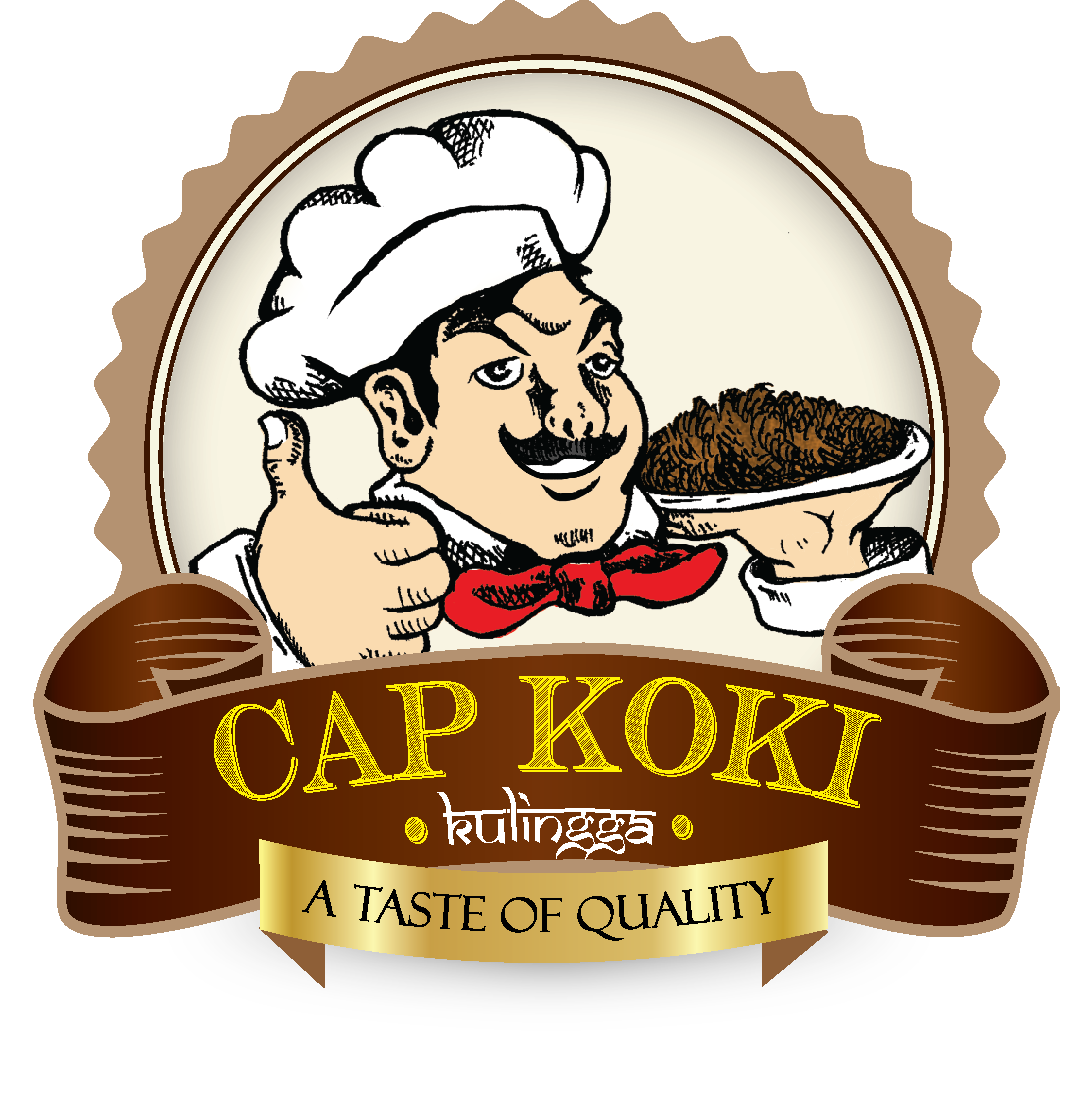 CAP KOKI
• kulingga •
A TASTE OF QUALITY